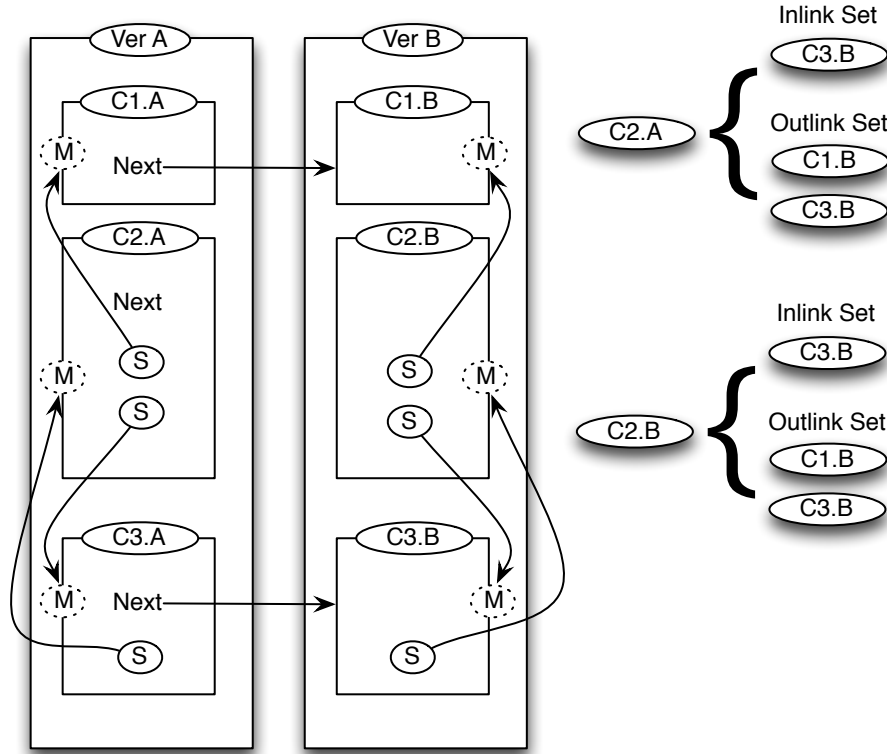 Ver A
C1.A
M
Next
C2.A
Next
S
M
S
C3.A
M
Next
S
Ver B
C1.B
M
C2.B
S
M
S
C3.B
M
S
C2.A
Inlink Set
C3.B
Outlink Set
C1.B
C3.B
C2.B
Inlink Set
C3.B
Outlink Set
C1.B
C3.B